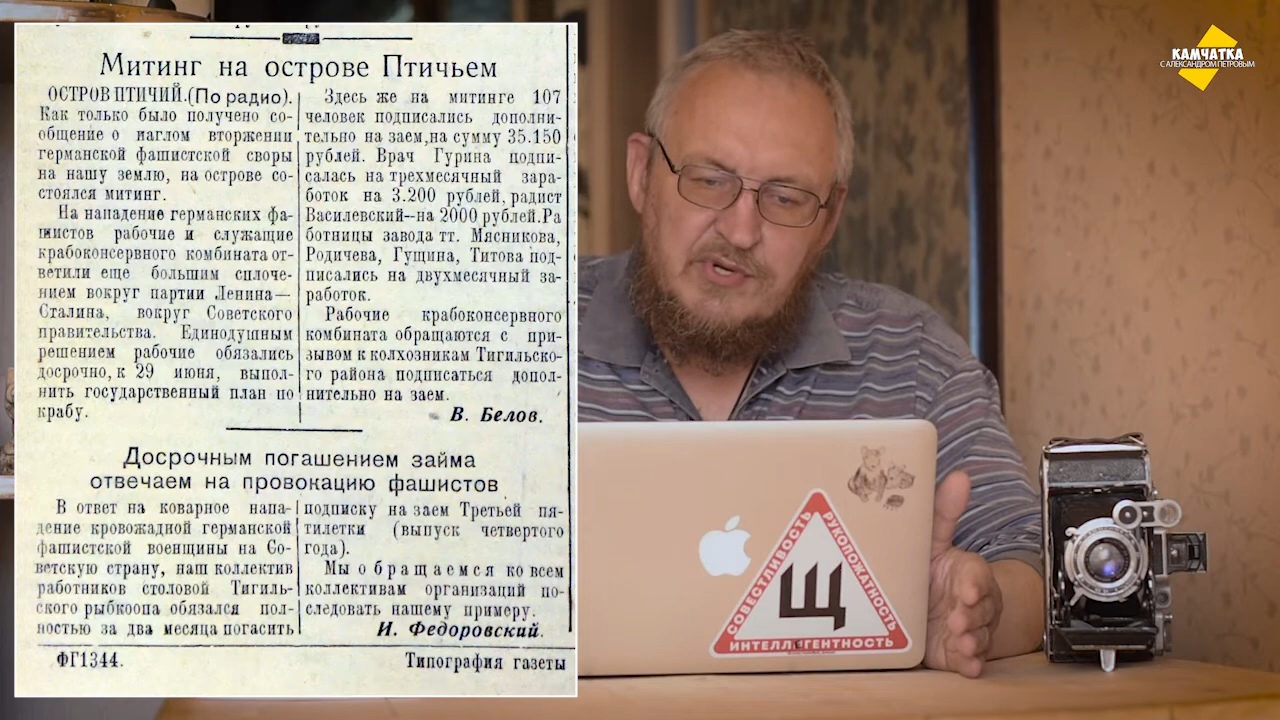 Митинг на острове Птичьем
ОСТРОВ ПТИЧИЙ.(По радио).
Как только было получено со-
общение о наглом вторжении
германской фашистской своры
на нашу землю, на острове со-
стоялся митинг.
На нападение германских фа-
шистов рабочие и служащие
крабоконсервного комбината от-
ветили еще большим сплоче-
нием вокруг партии Ленина—
Сталина, вокруг Советского
правительства. Единодушным
решением рабочие обязались
досрочно, к 29 июня, выпол-
нить государственный план по
крабу.
Здесь же на митинге 107
человек подписались дополни-
тельно на заем, на сумму 35.150
рублей. Врач Гурина подпи-
салась на трехмесячный зара-
боток на 3.200 рублей, радист
Василевский—на 2000 рублей. Ра
ботницы завода тт. Мясникова,
Родичева, Гущина, Титова под-
писались на двухмесячный за-
работок.
Рабочие крабоконсервного
комбината обращаются с при-
зывом к колхозникам Тигильско-
го района подписаться допол-
нительно на заем.
В. Белов.
Досрочным погашением займа
отвечаем на провокацию фашистов
В ответ на коварное напа-
дение кровожадной германской
фашистской военщины на Со-
ветскую страну, наш коллектив
работников столовой Тигиль-
ского рыбкоопа обязался пол-
ностью за два месяца погасить
подписку на заем Третьей пя-
тилетки (выпуск четвертого
года).
Мы обращаемся ко всем
коллективам организаций по-
следовать нашему примеру.
И. Федоровский.
ФГ1344.
Типография газеты
КАМЧАТКА
С АЛЕКСАНДРОМ ПЕТРОВЫМ
СОВЕСТЛИВОСТЬ
РУКОПОЖАТНОСТЬ
Щ
ИНТЕЛЛЕГЕНТНОСТЬ